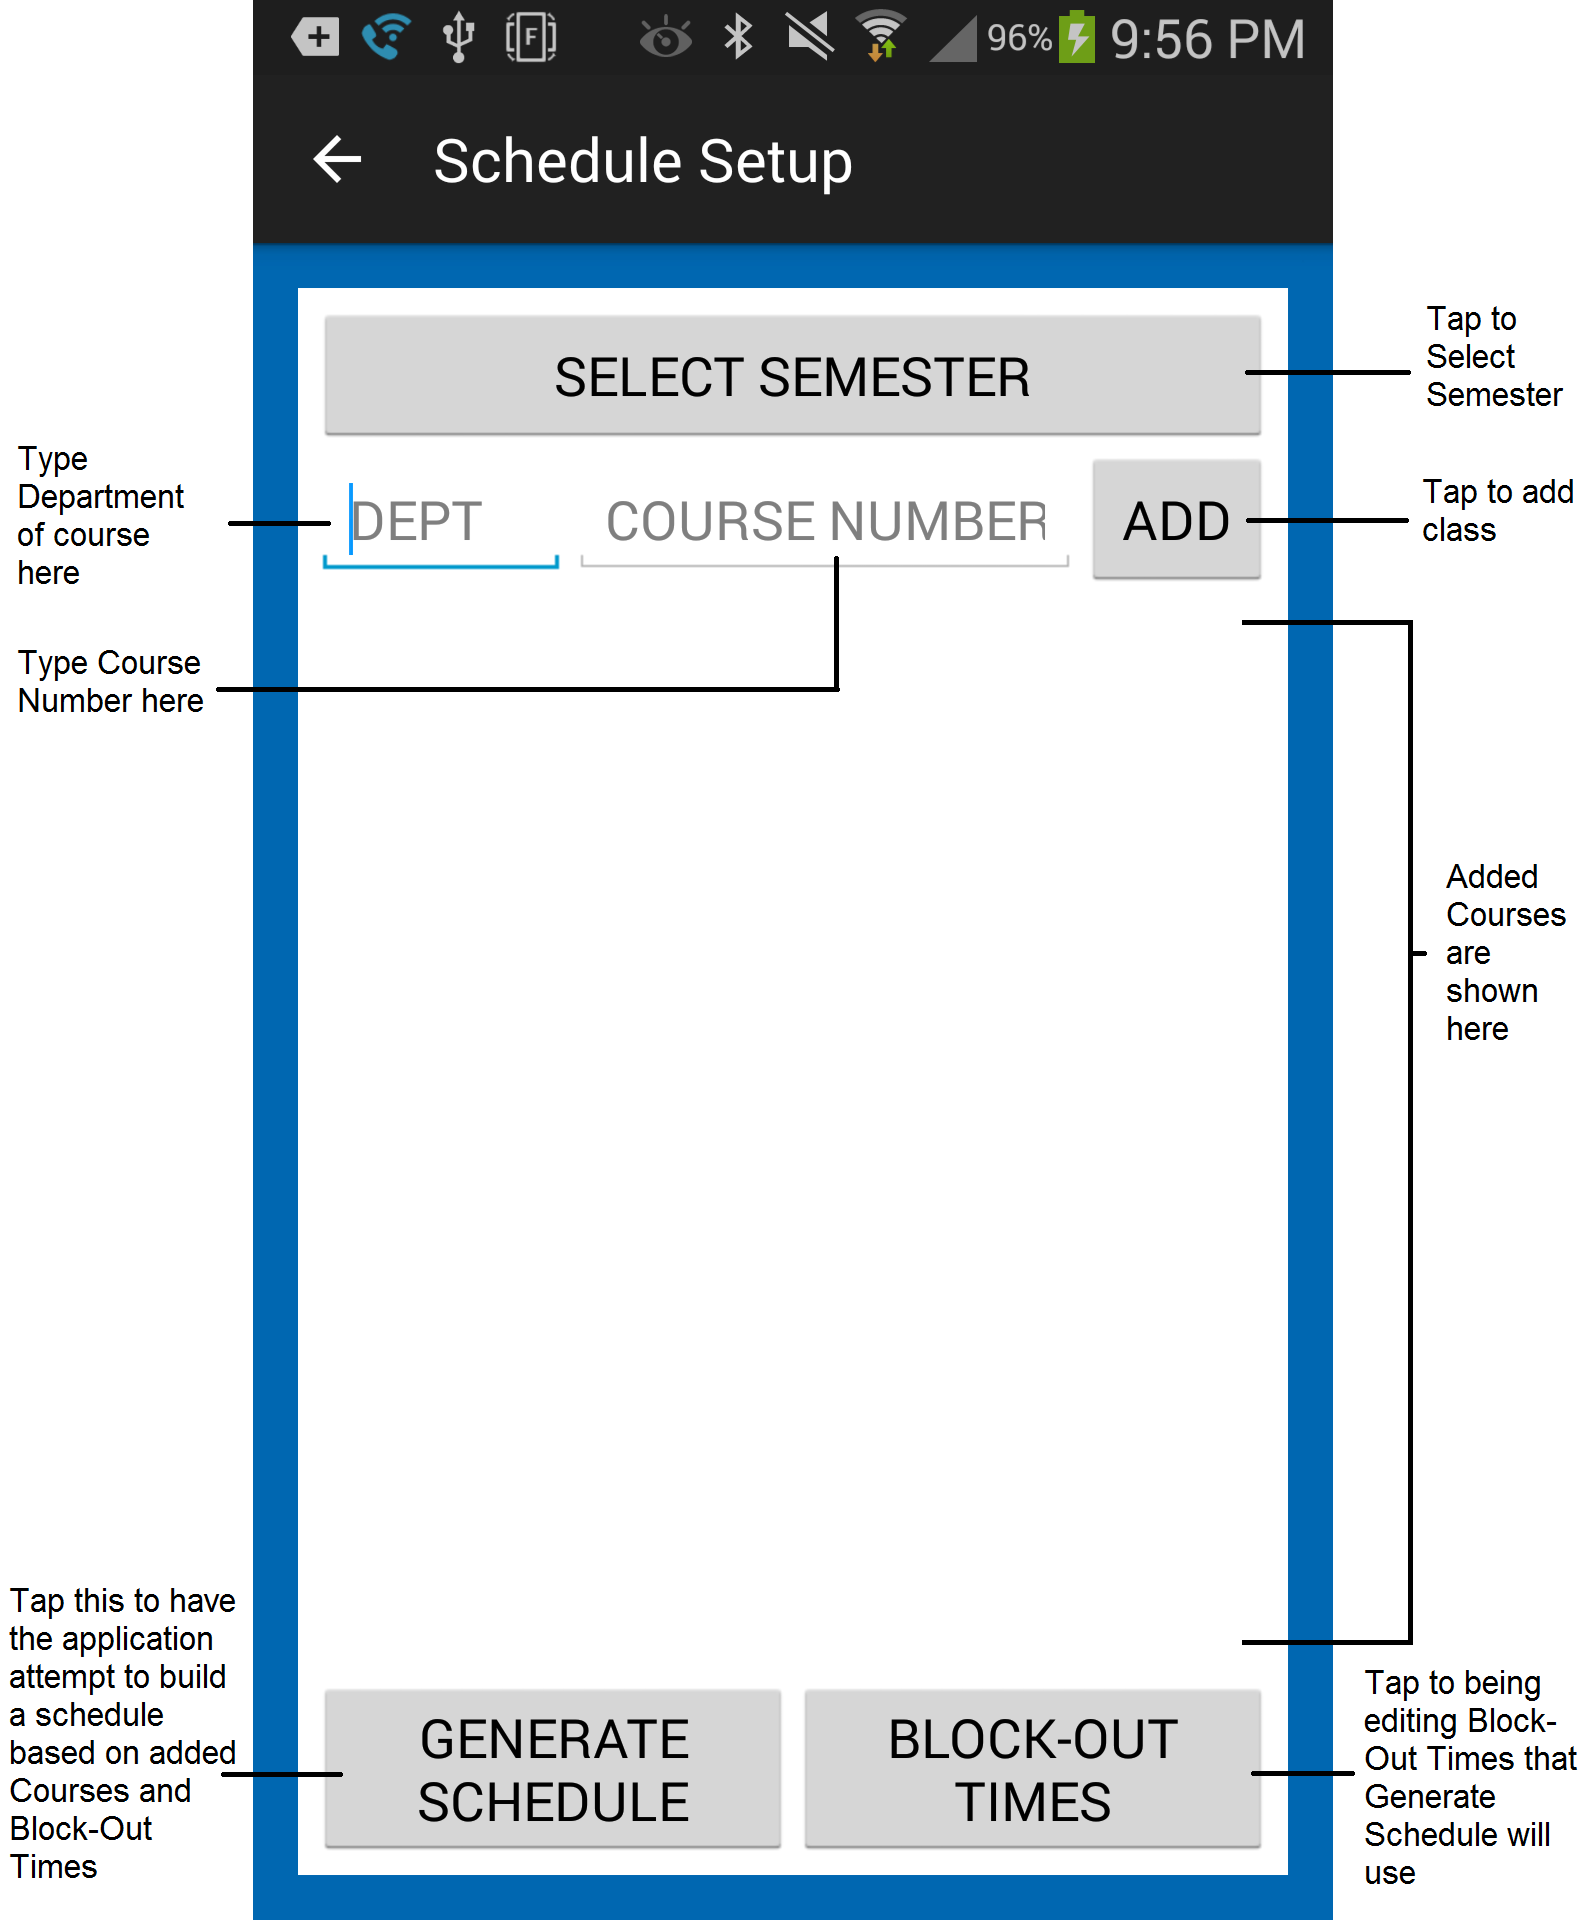 96% 9:56 PM
Schedule Setup
SELECT SEMESTER
Tap to
Select
Semester
Type
Department
of course
here
DEPT
COURSE NUMBER
ADD
Tap to add
class
Type Course
Number here
Added
Courses
are
shown
here
Tap this to have
the application
attempt to build
a schedule
based on added
Courses and
Block-Out
Times
GENERATE
SCHEDULE
BLOCK-OUT
TIMES
Tap to being
editing Block-
Out Times that
Generate
Schedule will
use